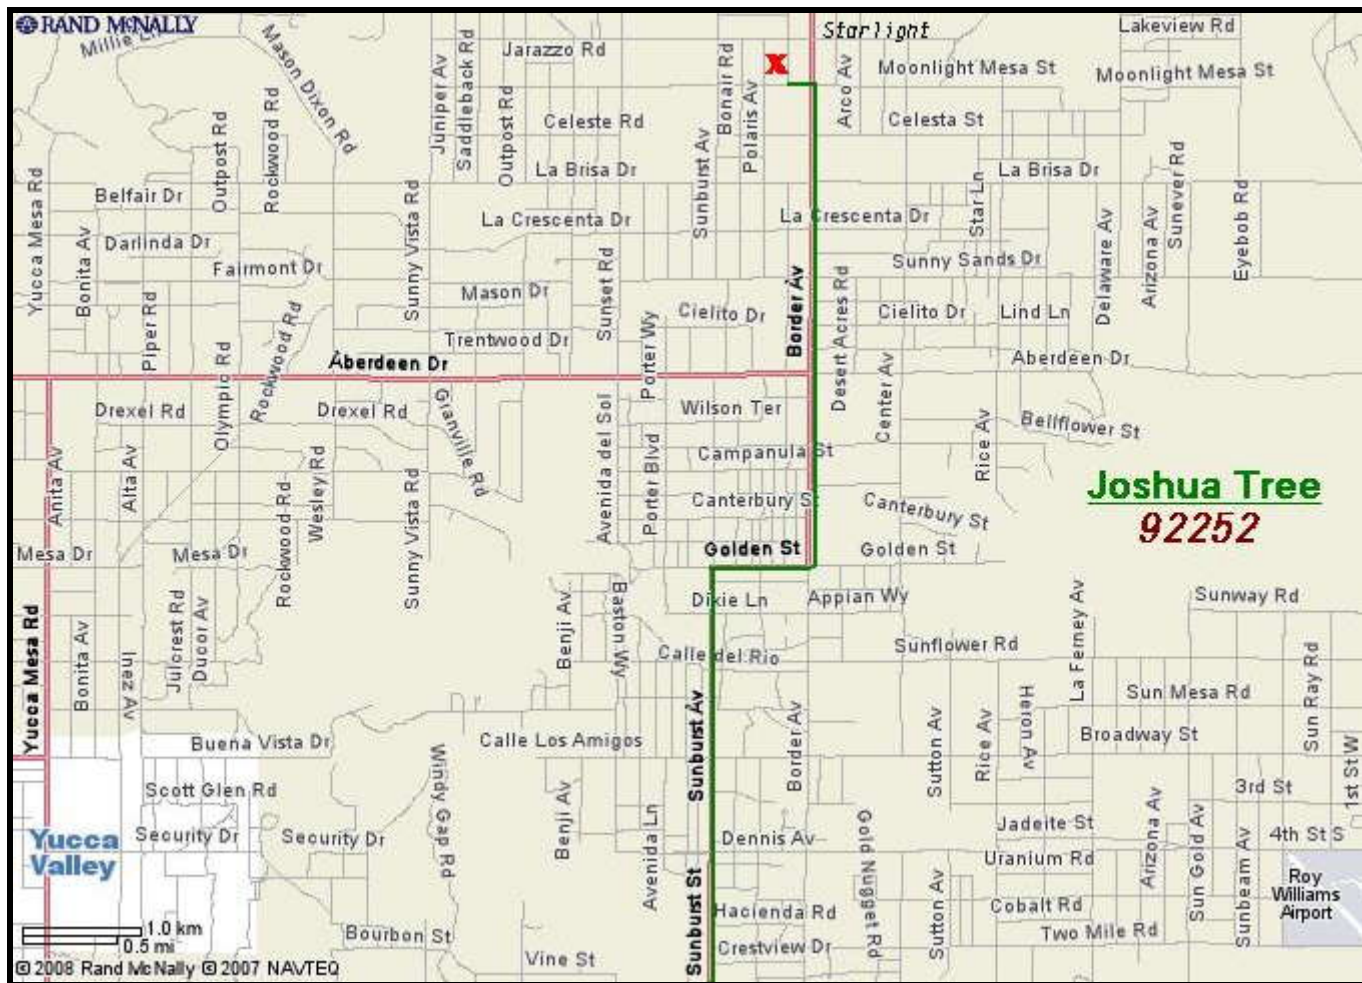 RAND McNALLY
Millie Ln
Mason Dixon Rd
Juniper Av
Saddleback Rd
Jarazzo Rd
Bonair Rd
X
Starlight
Lakeview Rd
Arco Av
Moonlight Mesa St
Moonlight Mesa St
Outpost Rd
Rockwood Rd
Outpost Rd
Celeste Rd
Polaris Av
Celesta St
Yucca Mesa Rd
Belfair Dr
Sunny Vista Rd
La Brisa Dr
Sunburst Av
La Brisa Dr
Star Ln
Sunever Rd
Eyebob Rd
La Crescenta Dr
La Crescenta Dr
Delaware Av
Arizona Av
Bonita Av
Darlinda Dr
Fairmont Dr
Sunset Rd
Border Av
Sunny Sands Dr
Mason Dr
Desert Acres Rd
Piper Rd
Rockwood Rd
Porter Wy
Cielito Dr
Cielito Dr
Lind Ln
Olympic Rd
Trentwood Dr
Aberdeen Dr
Aberdeen Dr
Center Av
Drexel Rd
Drexel Rd
Granville Rd
Wilson Ter
Bellflower St
Avenida del Sol
Porter Blvd
Campanula St
Rice Av
Anita Av
Alta Av
Wesley Rd
Sunny Vista Rd
Rockwood Rd
Canterbury St
Canterbury St
Joshua Tree
92252
Mesa Dr
Mesa Dr
Golden St
Golden St
Yucca Mesa Rd
Julcrest Rd
Ducor Av
Benji Av
Baston Wy
Dixie Ln
Appian Wy
La Ferney Av
Sunway Rd
Bonita Av
Inez Av
Calle del Rio
Sunflower Rd
Sun Ray Rd
Sunburst Av
Border Av
Sutton Av
Rice Av
Heron Av
Sun Mesa Rd
Buena Vista Dr
Windy Gap Rd
Calle Los Amigos
Broadway St
1st St W
Scott Glen Rd
Benji Av
Avenida Ln
3rd St
Yucca
Valley
Security Dr
Security Dr
Dennis Av
Gold Nugget Rd
Jadeite St
Arizona Av
Sun Gold Av
Sunbeam Av
4th St S
Uranium Rd
Sunburst St
Sutton Av
Roy
Williams
Airport
Hacienda Rd
Cobalt Rd
1.0 km
0.5 mi
Bourbon St
Crestview Dr
Two Mile Rd
Vine St
© 2008 Rand McNally © 2007 NAVTEQ